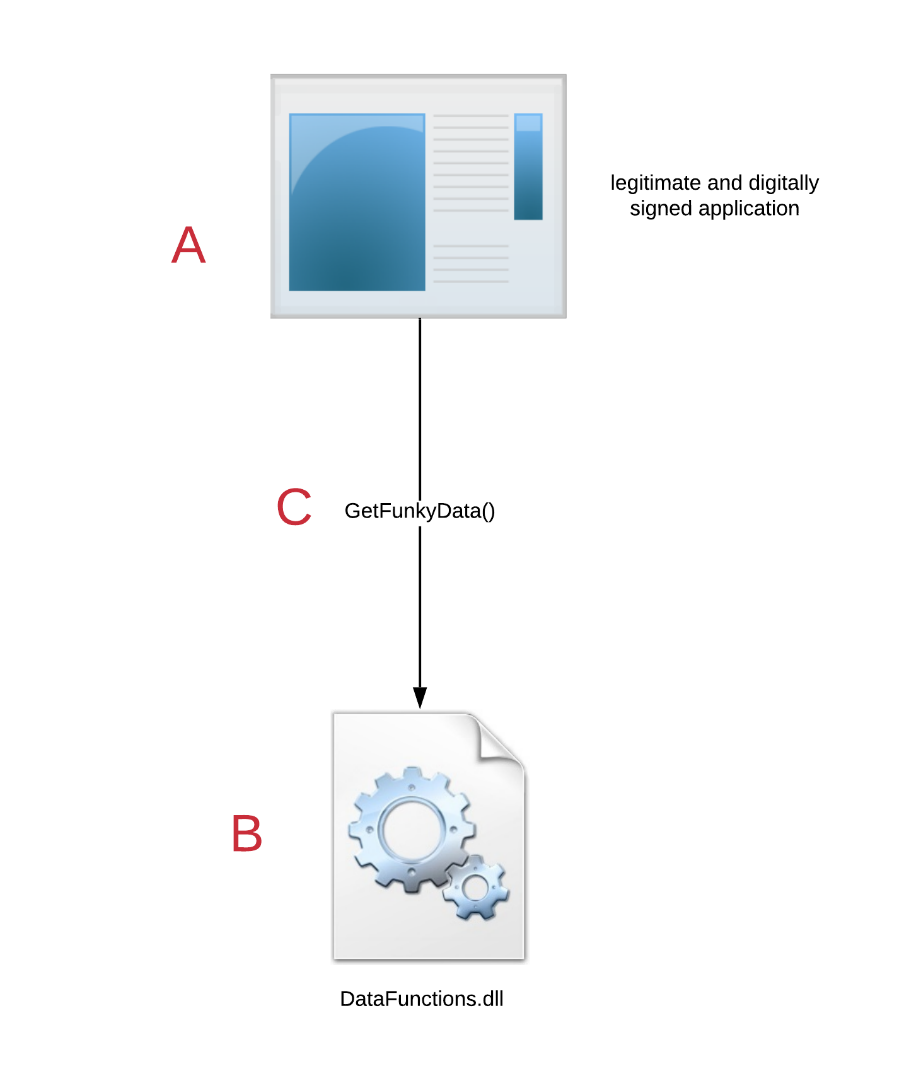 legitimate and digitally
signed application
A
C
GetFunkyData()
B
DataFunctions.dll